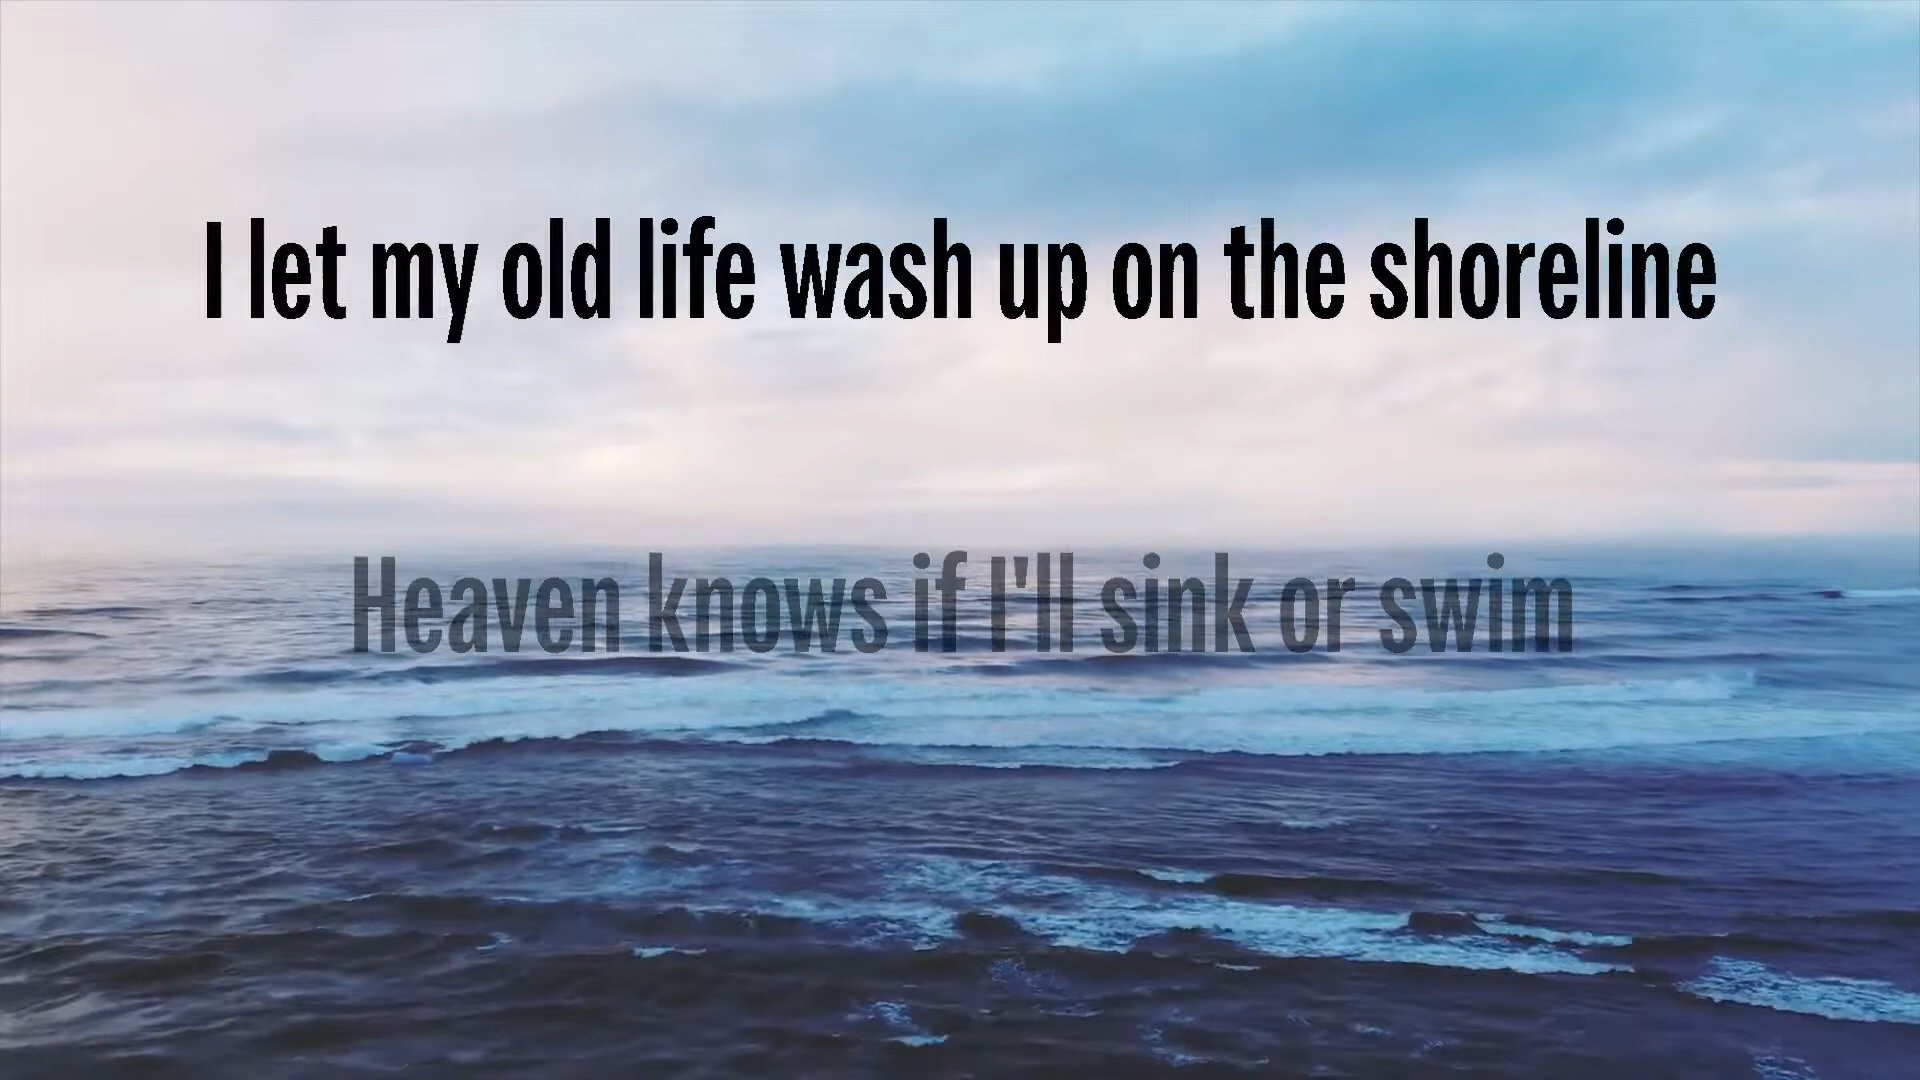 I let my old life wash up on the shoreline
Heaven knows if I'll sink or swim